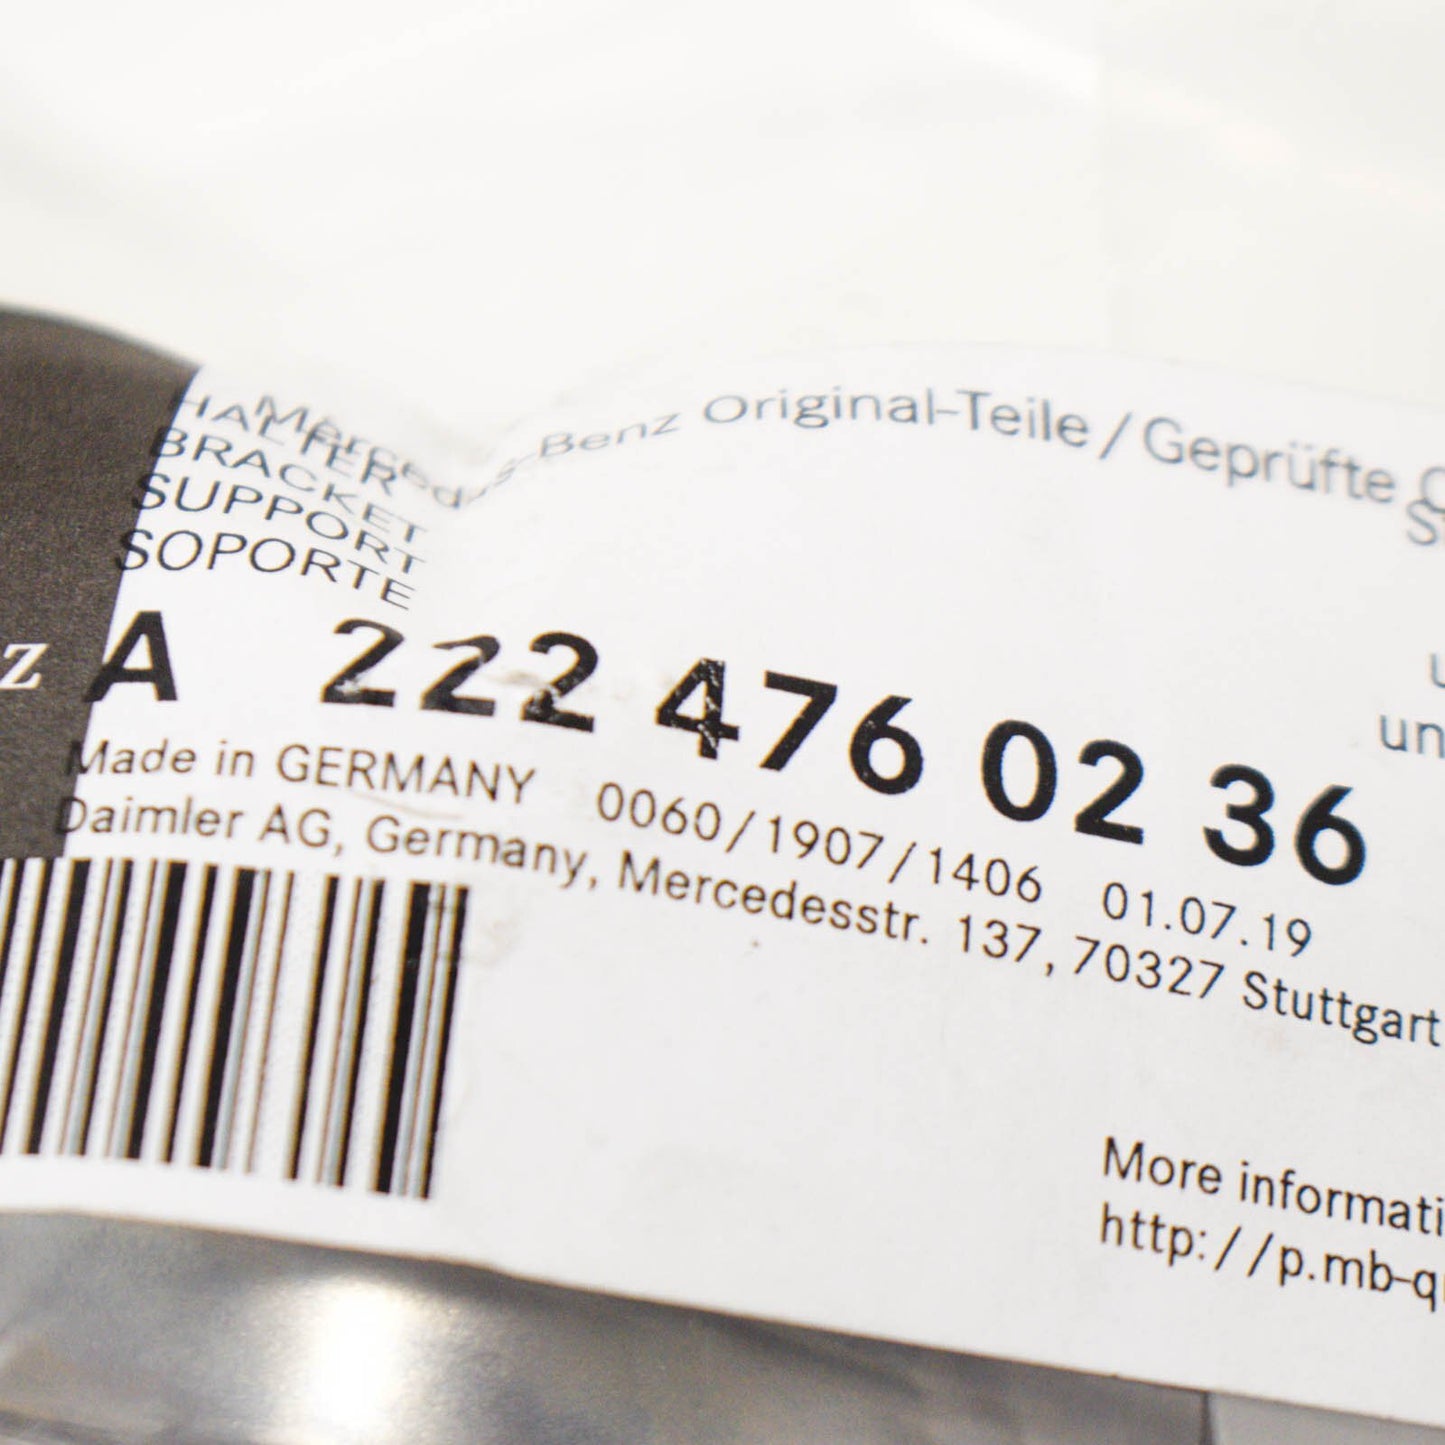 Mercedes-Benz Original-Teile / Geprüfte
HALTER
BRACKET
SUPPORT
SOPORTE
z
A 222 476 02 36
un
Made in GERMANY 0060/1907/1406 01.07.19
Daimler AG, Germany, Mercedesstr. 137, 70327 Stuttgart
More informati
http://p.mb-q